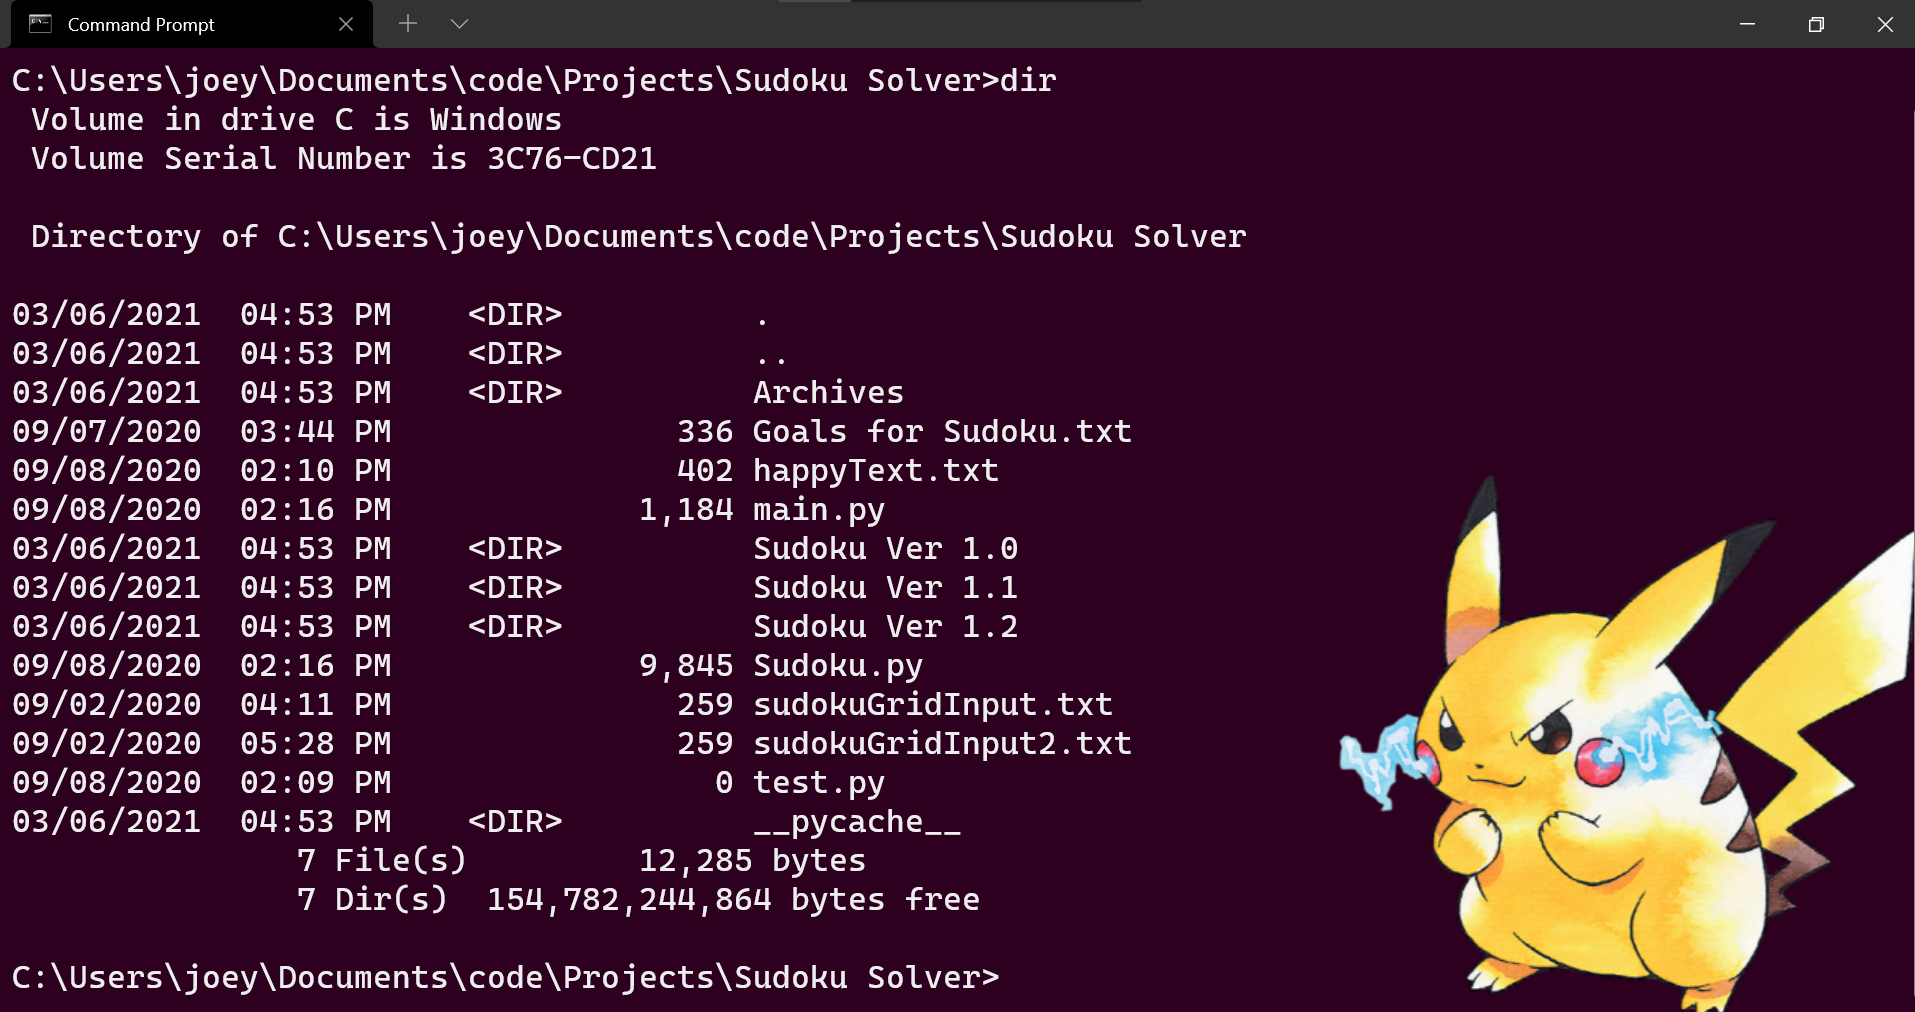 Command Prompt
C:\Users\joey\Documents\code\Projects\Sudoku Solver>dir
 Volume in drive C is Windows
 Volume Serial Number is 3C76-CD21

 Directory of C:\Users\joey\Documents\code\Projects\Sudoku Solver

03/06/2021  04:53 PM    <DIR>          .
03/06/2021  04:53 PM    <DIR>          ..
03/06/2021  04:53 PM    <DIR>          Archives
09/07/2020  03:44 PM               336 Goals for Sudoku.txt
09/08/2020  02:10 PM               402 happyText.txt
09/08/2020  02:16 PM             1,184 main.py
03/06/2021  04:53 PM    <DIR>          Sudoku Ver 1.0
03/06/2021  04:53 PM    <DIR>          Sudoku Ver 1.1
03/06/2021  04:53 PM    <DIR>          Sudoku Ver 1.2
09/08/2020  02:16 PM             9,845 Sudoku.py
09/02/2020  04:11 PM               259 sudokuGridInput.txt
09/02/2020  05:28 PM               259 sudokuGridInput2.txt
09/08/2020  02:09 PM                 0 test.py
03/06/2021  04:53 PM    <DIR>          __pycache__
               7 File(s)         12,285 bytes
               7 Dir(s)  154,782,244,864 bytes free

C:\Users\joey\Documents\code\Projects\Sudoku Solver>